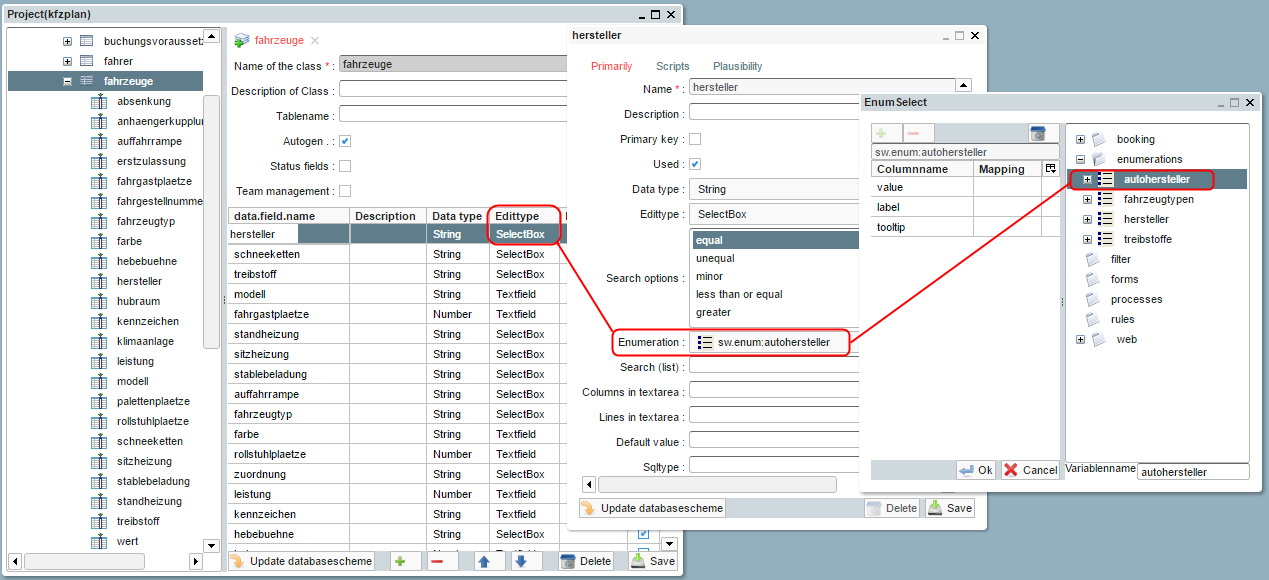 Project(kfzplan)
buchungsvorausset
fahrer
fahrzeuge
absenkung
anhaengerkupplu
auffahrrampe
erstzulassung
fahrgastplaetze
fahrgestellnumme
fahrzeugtyp
farbe
hebebuehne
hersteller
hubraum
kennzeichen
klimaanlage
leistung
modell
palettenplaetze
rollstuhlplaetze
schneeketten
sitzheizung
stablebeladung
standheizung
treibstoff
wert
fahrzeuge
Name of the class * : fahrzeuge
Description of Class :
Tablename :
Autogen . :
Status fields :
Team management :
data.field.name Description Data type Edittype
hersteller String SelectBox
schneeketten String SelectBox
treibstoff String SelectBox
modell String Textfield
fahrgastplaetze Number Textfield
standheizung String SelectBox
sitzheizung String SelectBox
stablebeladung String SelectBox
auffahrrampe String SelectBox
fahrzeugtyp String SelectBox
farbe String Textfield
rollstuhlplaetze Number Textfield
zuordnung String SelectBox
leistung Number Textfield
kennzeichen String Textfield
hebebuehne String SelectBox
Update databasescheme Delete Save
hersteller
Primarily Scripts Plausibility
Name * : hersteller
Description :
Primary key :
Used :
Data type : String
Edittype : SelectBox
Search options :
equal
unequal
minor
less than or equal
greater
Enumeration : sw.enum:autohersteller
Search (list) :
Columns in textarea :
Lines in textarea :
Default value :
Sqltype :
Update databasescheme Delete Save
EnumSelect
sw.enum:autohersteller
Columnname Mapping
value
label
tooltip
Ok Cancel
booking
enumerations
autohersteller
fahrzeugtypen
hersteller
treibstoffe
filter
forms
processes
rules
web
Variablenname autohersteller